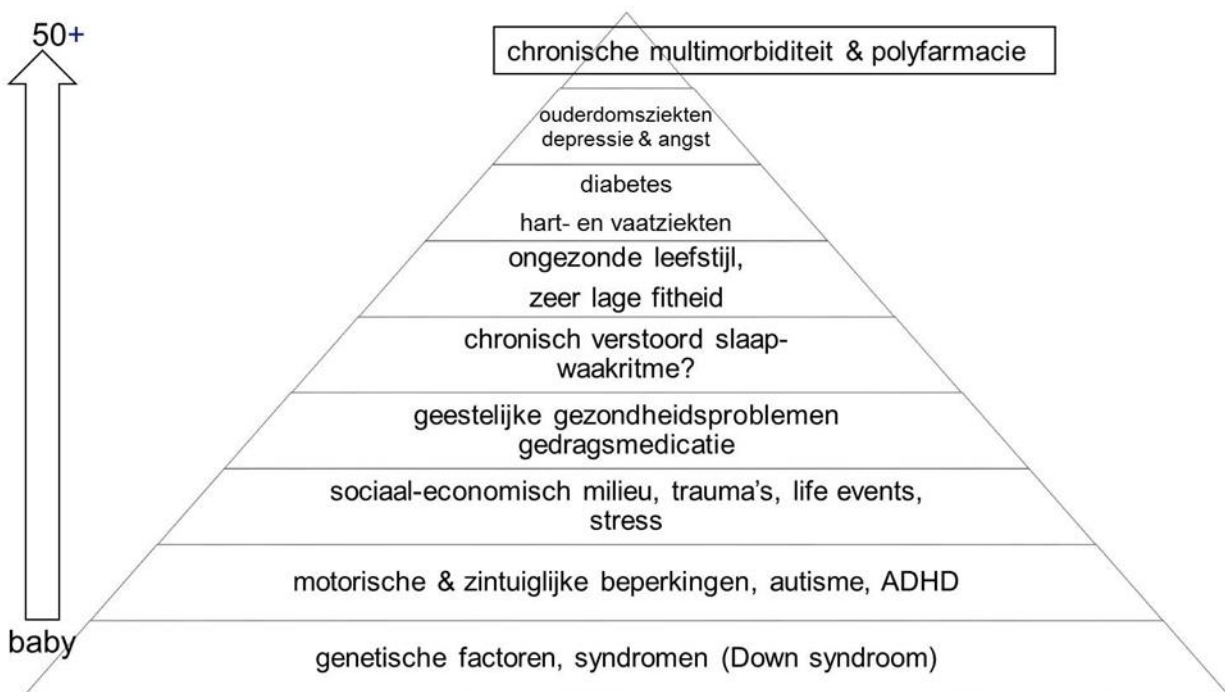 50+
chronische multimorbiditeit & polyfarmacie
ouderdomsziekten
depressie & angst
diabetes
hart- en vaatziekten
ongezonde leefstijl,
zeer lage fitheid
chronisch verstoord slaap-
waakritme?
geestelijke gezondheidsproblemen
gedragsmedicatie
sociaal-economisch milieu, trauma's, life events,
stress
motorische & zintuiglijke beperkingen, autisme, ADHD
baby
genetische factoren, syndromen (Down syndroom)